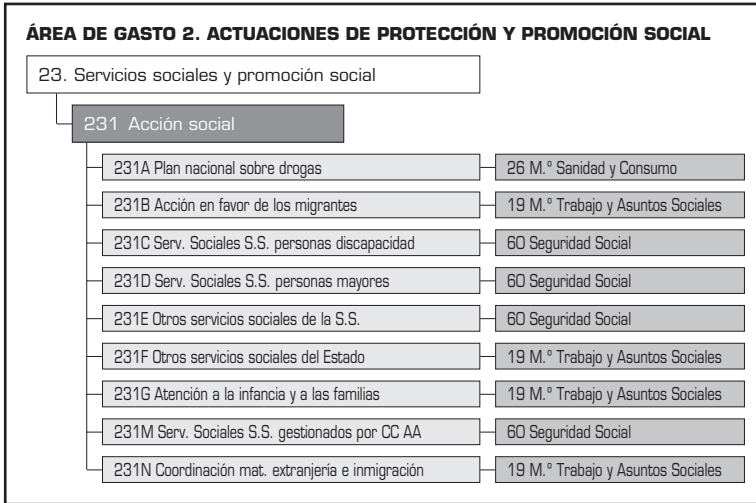 ÁREA DE GASTO 2. ACTUACIONES DE PROTECCIÓN Y PROMOCIÓN SOCIAL
23. Servicios sociales y promoción social
231 Acción social
231A Plan nacional sobre drogas
26 M.º Sanidad y Consumo
231B Acción en favor de los migrantes
19 M.º Trabajo y Asuntos Sociales
231C Serv. Sociales S.S. personas discapacidad
60 Seguridad Social
231D Serv. Sociales S.S. personas mayores
60 Seguridad Social
231E Otros servicios sociales de la S.S.
60 Seguridad Social
231F Otros servicios sociales del Estado
19 M.º Trabajo y Asuntos Sociales
231G Atención a la infancia y a las familias
19 M.º Trabajo y Asuntos Sociales
231M Serv. Sociales S.S. gestionados por CC AA
60 Seguridad Social
231N Coordinación mat. extranjería e inmigración
19 M.º Trabajo y Asuntos Sociales